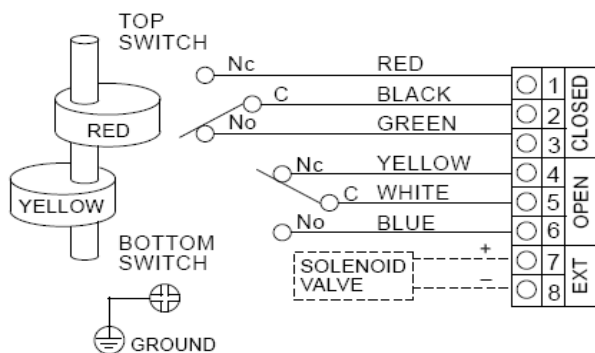 TOP
SWITCH
Nc RED 1
C BLACK 2
No GREEN 3
CLOSED
RED
Nc YELLOW 4
C WHITE 5
No BLUE 6
OPEN
YELLOW
BOTTOM
SWITCH
SOLENOID
VALVE
+ 7
– 8
EXT
GROUND